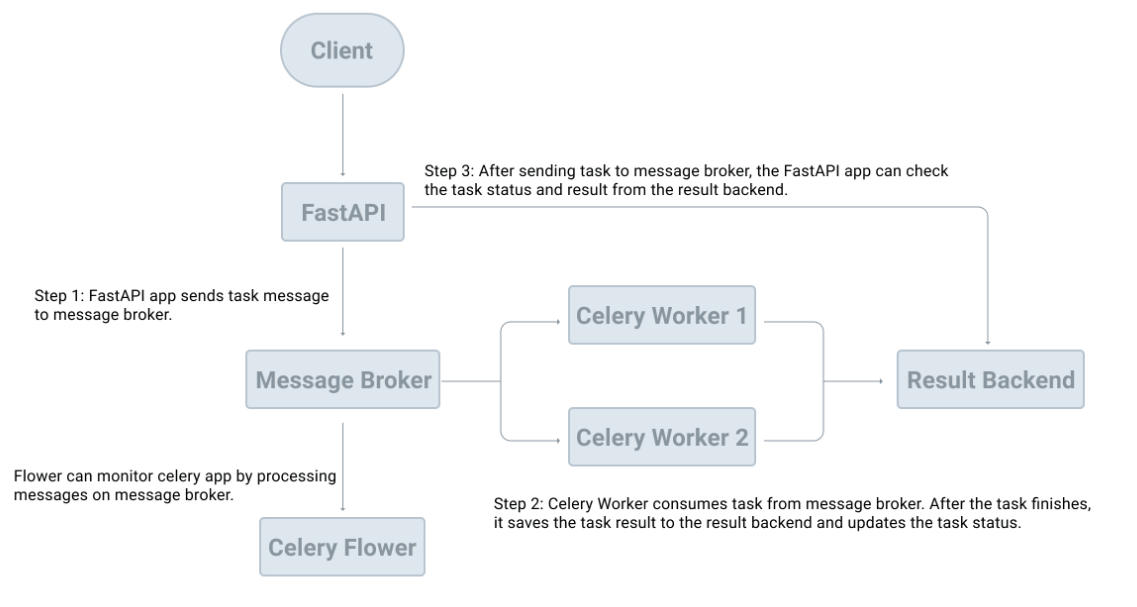 Client
Step 3: After sending task to message broker, the FastAPI app can check
the task status and result from the result backend.
FastAPI
Step 1: FastAPI app sends task message
to message broker.
Celery Worker 1
Message Broker
Result Backend
Celery Worker 2
Flower can monitor celery app by processing
messages on message broker.
Step 2: Celery Worker consumes task from message broker. After the task finishes,
it saves the task result to the result backend and updates the task status.
Celery Flower